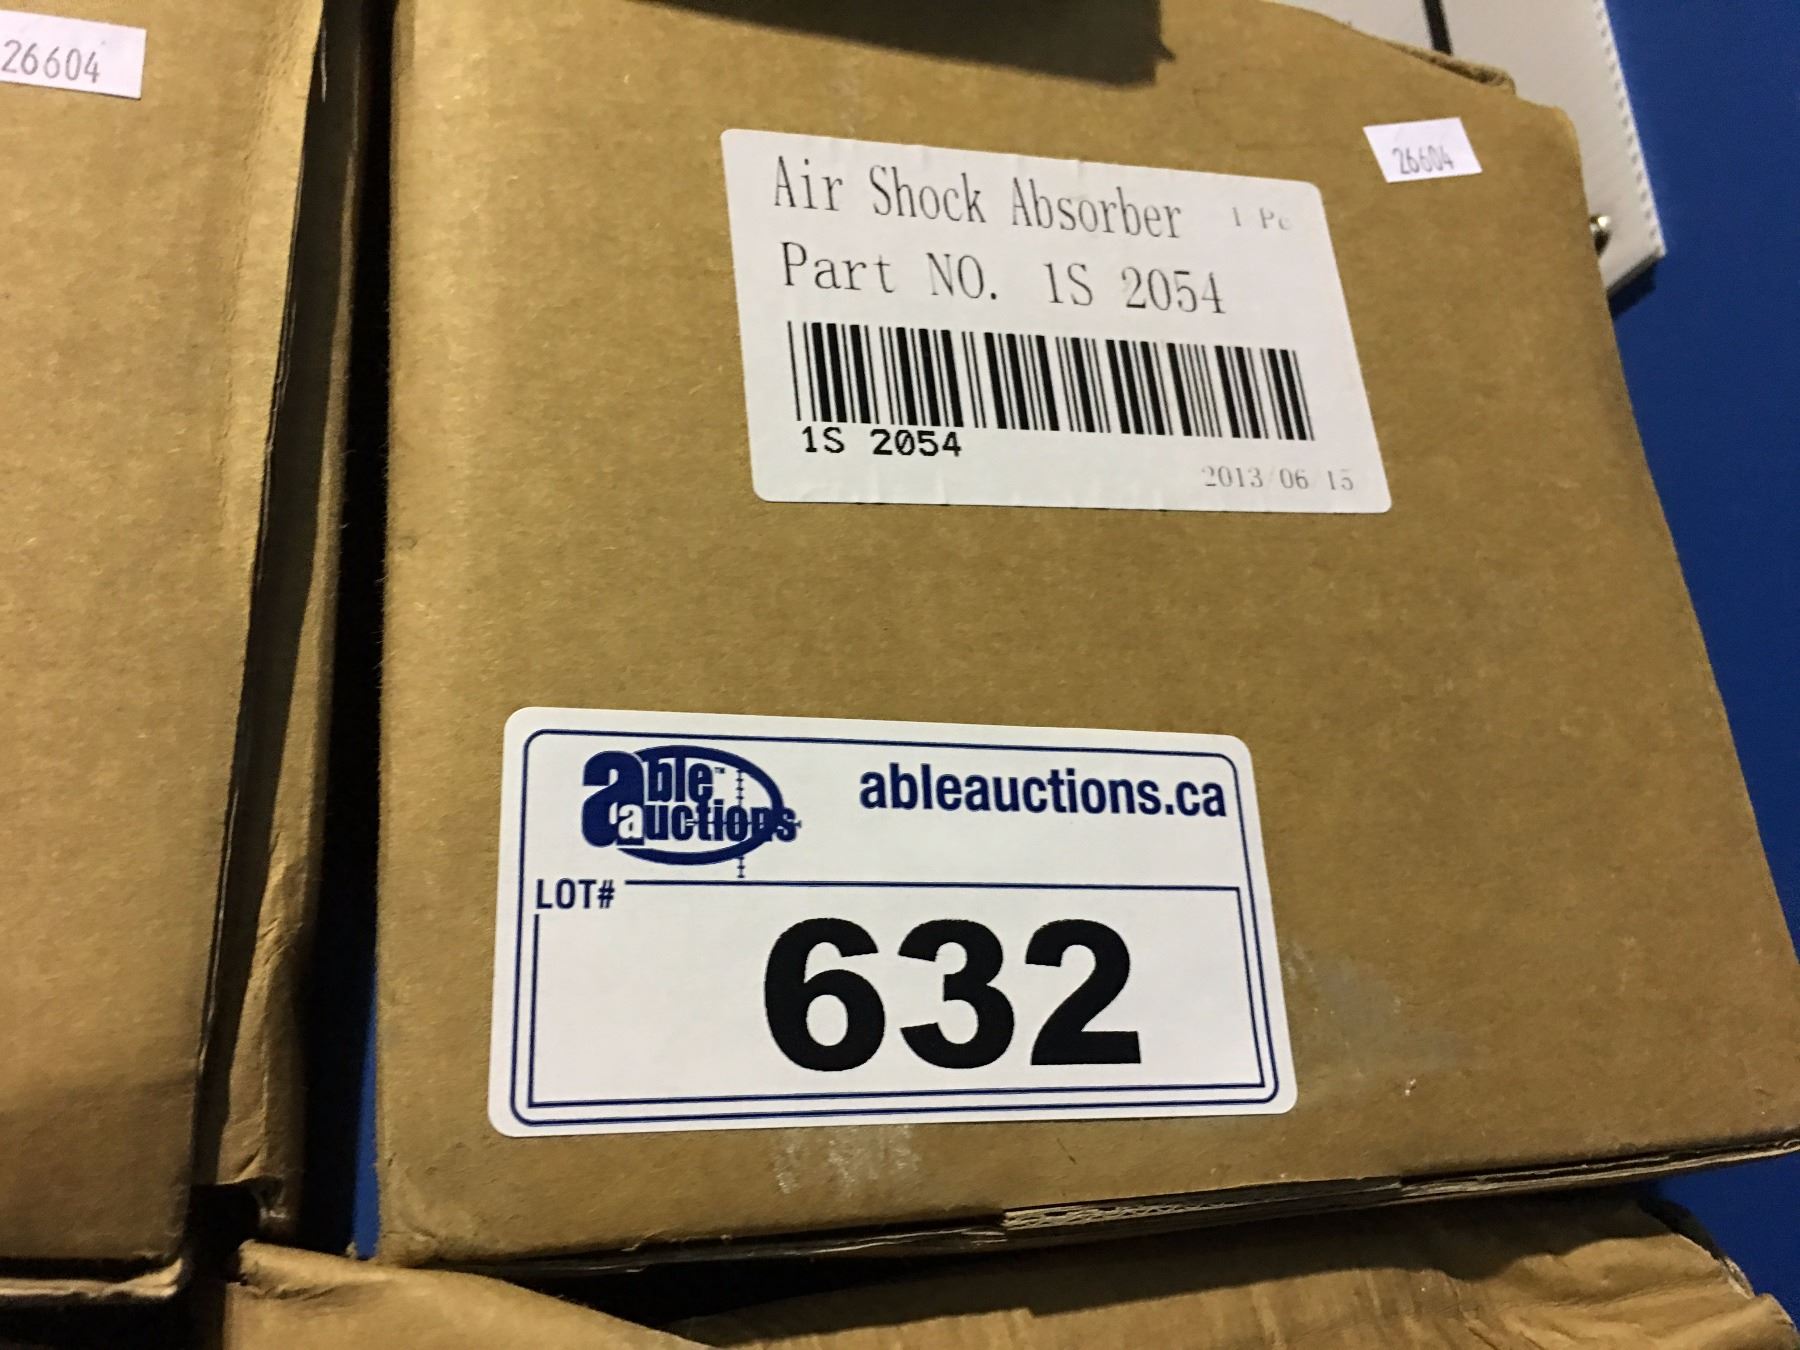 26604
26604
Air Shock Absorber 1 Pc
Part NO. 1S 2054
1S 2054
2013/06/15
able™ auctions
ableauctions.ca
LOT#
632